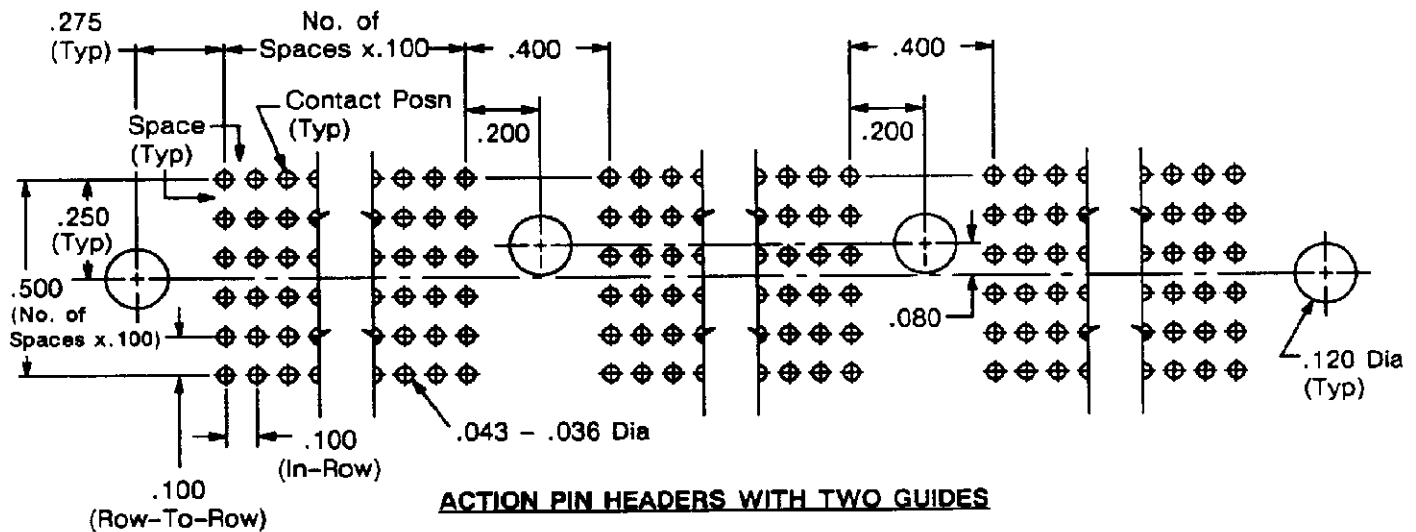 .275
(Typ)
No. of
Spaces x.100
.400
.400
Contact Posn
(Typ)
Space
(Typ)
.200
.200
.250
(Typ)
.500
(No. of
Spaces x.100)
.080
.120 Dia
(Typ)
.043 - .036 Dia
.100
(In-Row)
.100
(Row-To-Row)
ACTION PIN HEADERS WITH TWO GUIDES